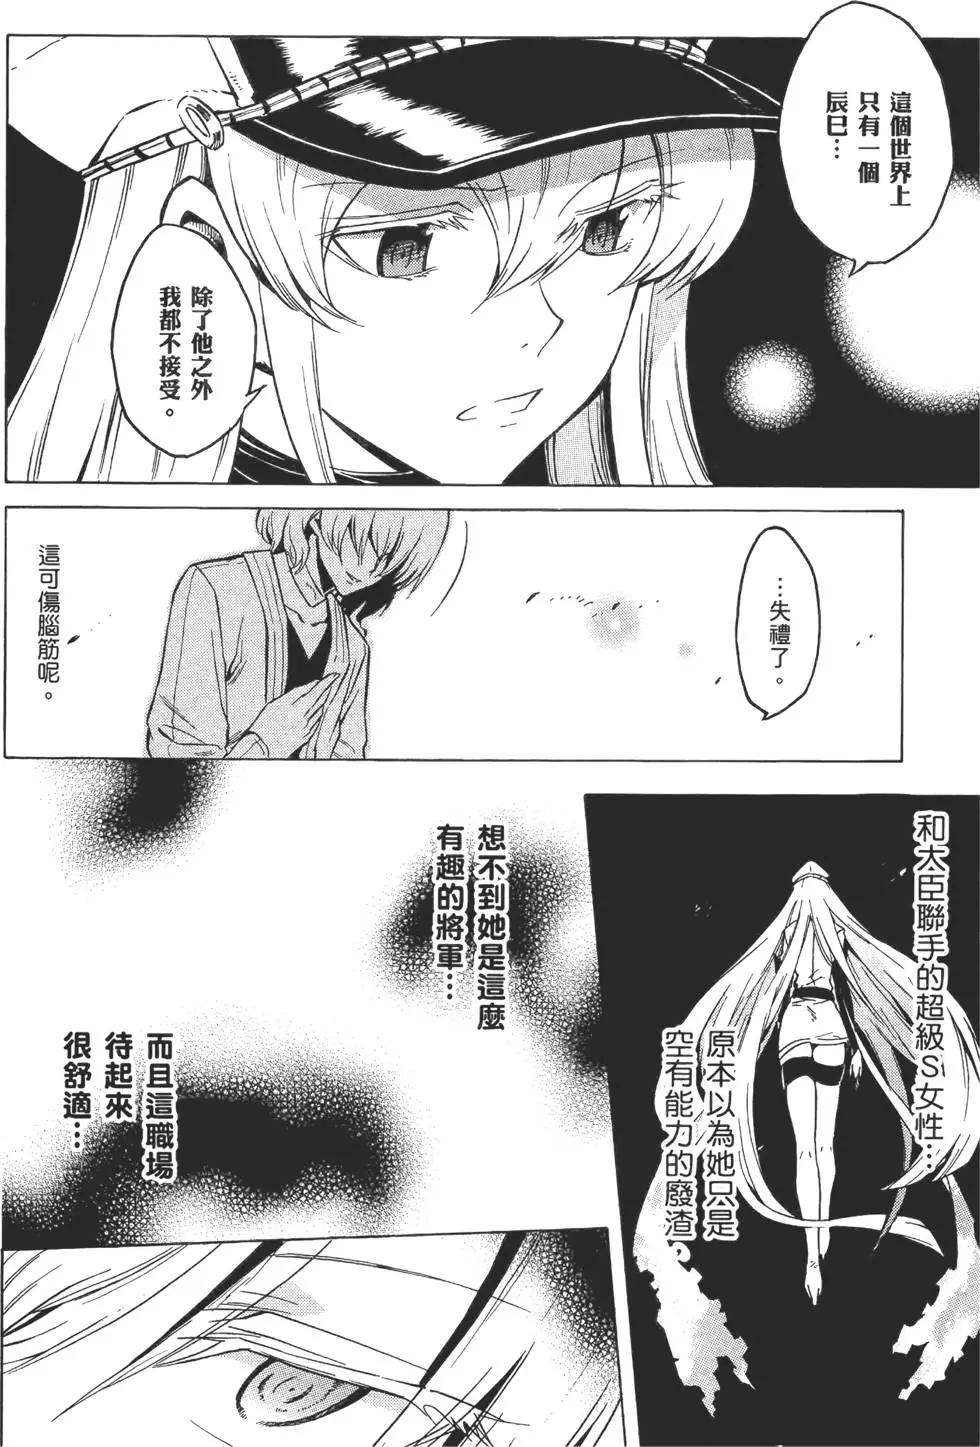 這個世界上
只有一個
辰巳…
除了他之外
我都不接受。
…失禮了。
這可傷腦筋呢。
和大臣聯手的超級S女性…
原本以為她只是
空有能力的廢渣。
想不到她是這麼
有趣的將軍…
而且這職場
待起來
很舒適…